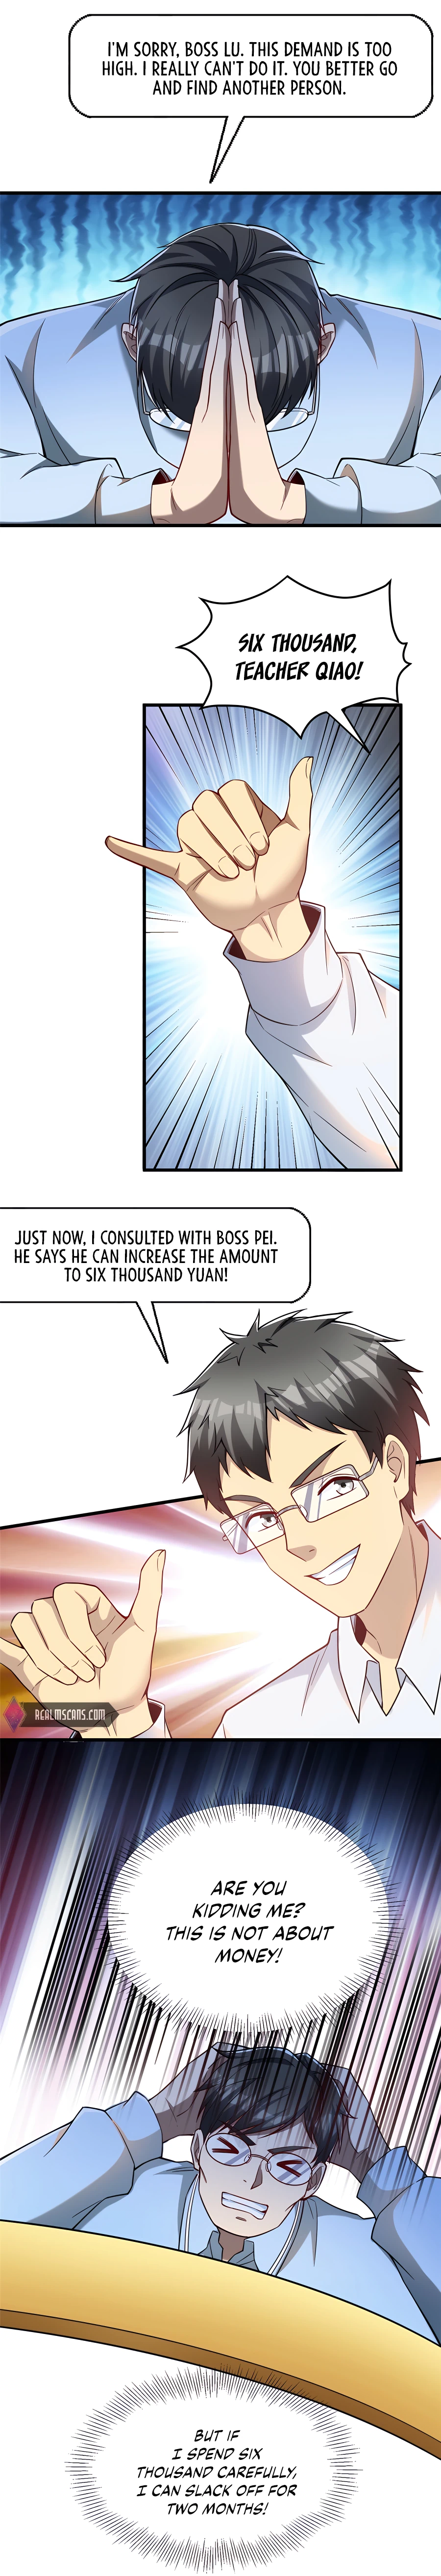 I'M SORRY, BOSS LU. THIS DEMAND IS TOO
HIGH. I REALLY CAN'T DO IT. YOU BETTER GO
AND FIND ANOTHER PERSON.
SIX THOUSAND,
TEACHER QIAO!
JUST NOW, I CONSULTED WITH BOSS PEI.
HE SAYS HE CAN INCREASE THE AMOUNT
TO SIX THOUSAND YUAN!
REALMSCANS.COM
ARE YOU
KIDDING ME?
THIS IS NOT ABOUT
MONEY!
BUT IF
I SPEND SIX
THOUSAND CAREFULLY,
I CAN SLACK OFF FOR
TWO MONTHS!